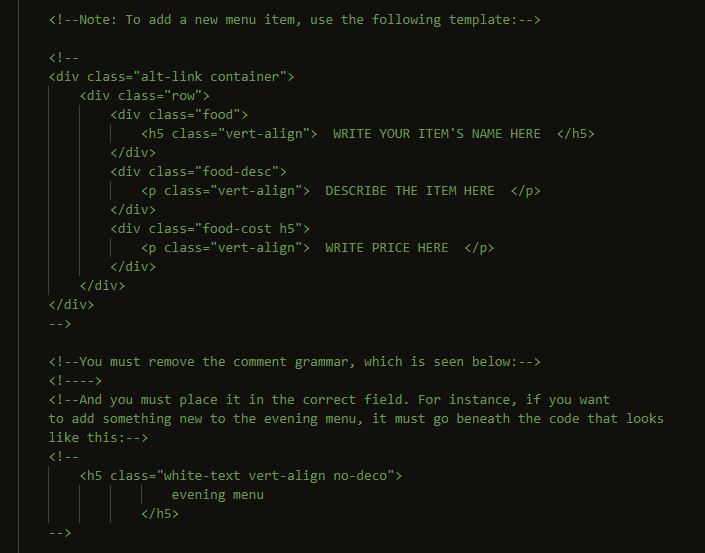 <!--Note: To add a new menu item, use the following template:-->
<!--
<div class="alt-link container">
<div class="row">
<div class="food">
<h5 class="vert-align">  WRITE YOUR ITEM'S NAME HERE  </h5>
</div>
<div class="food-desc">
<p class="vert-align">  DESCRIBE THE ITEM HERE  </p>
</div>
<div class="food-cost h5">
<p class="vert-align">  WRITE PRICE HERE  </p>
</div>
</div>
</div>
-->
<!--You must remove the comment grammar, which is seen below:-->
<!---->
<!--And you must place it in the correct field. For instance, if you want
to add something new to the evening menu, it must go beneath the code that looks
like this:-->
<!--
<h5 class="white-text vert-align no-deco">
evening menu
</h5>
-->